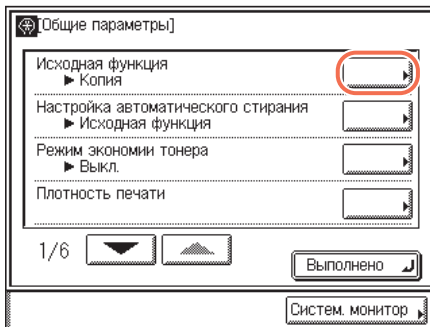 [Общие параметры]
Исходная функция
► Копия
Настройка автоматического стирания
► Исходная функция
Режим экономии тонера
► Выкл.
Плотность печати
1/6
Выполнено
Систем. монитор